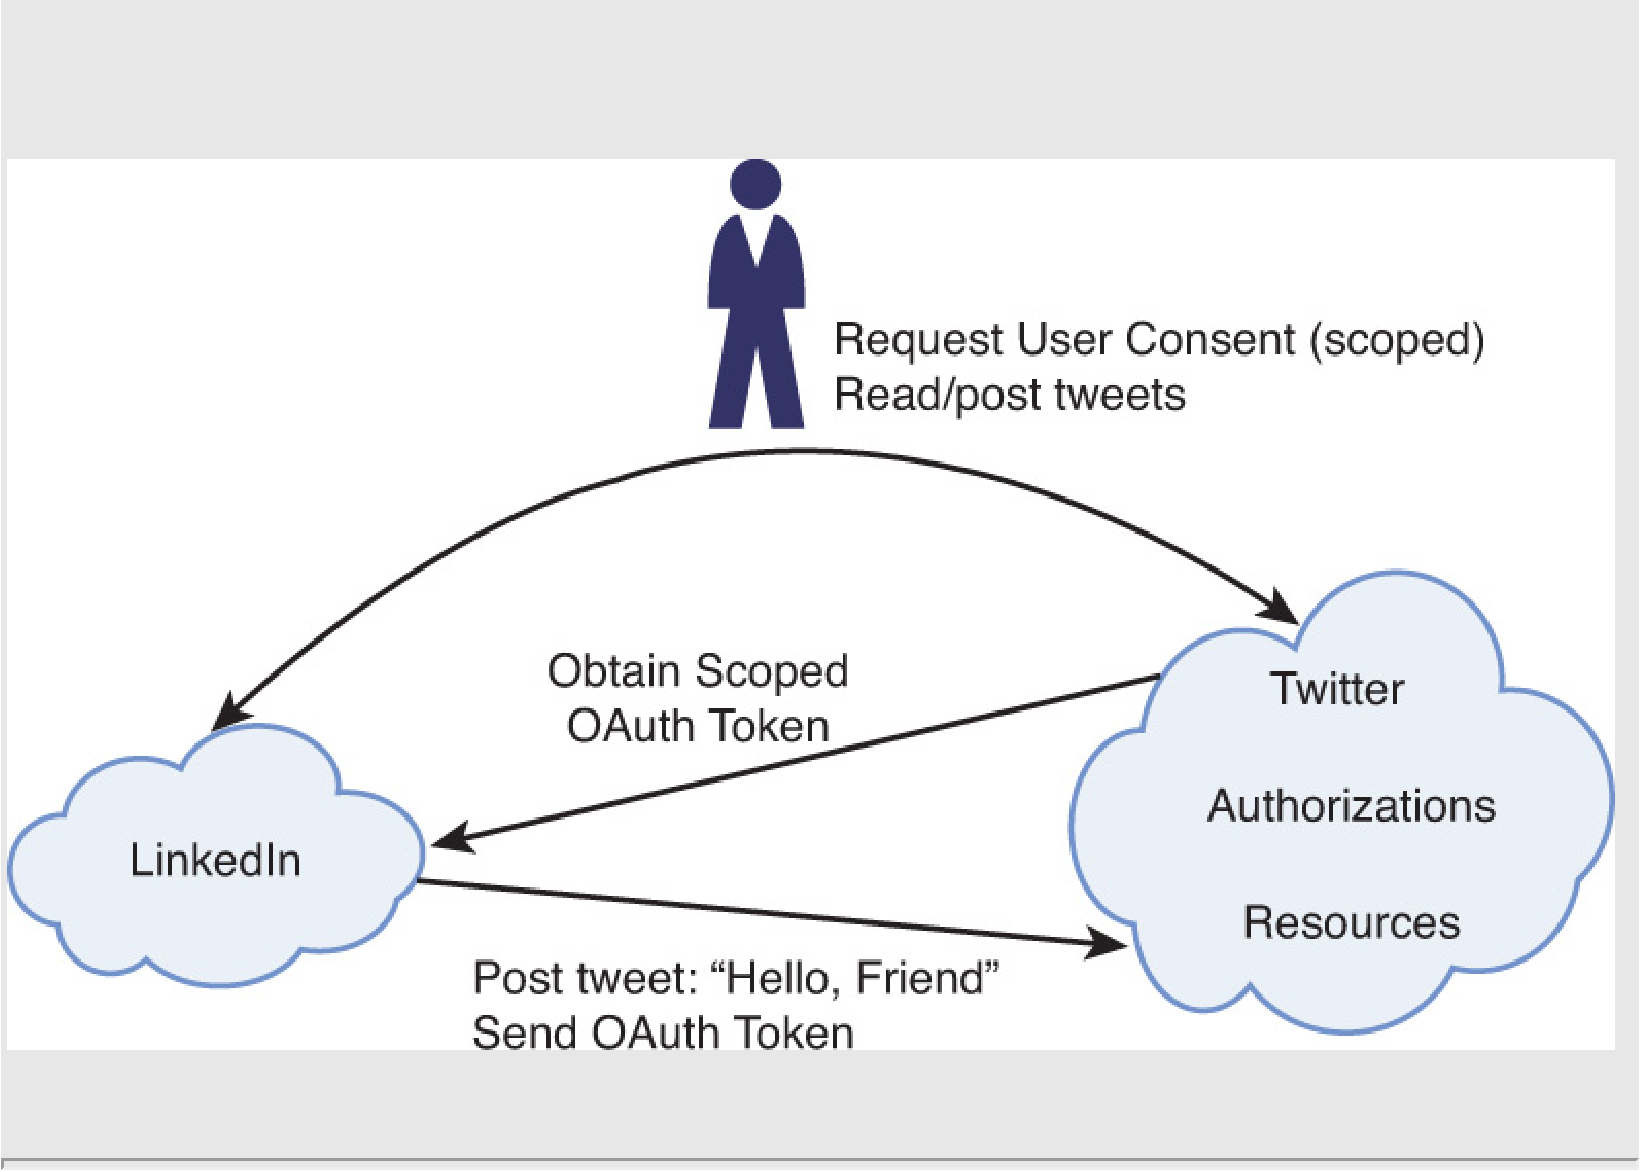 Request User Consent (scoped)
Read/post tweets
Obtain Scoped
OAuth Token
Twitter
Authorizations
Resources
LinkedIn
Post tweet: “Hello, Friend”
Send OAuth Token